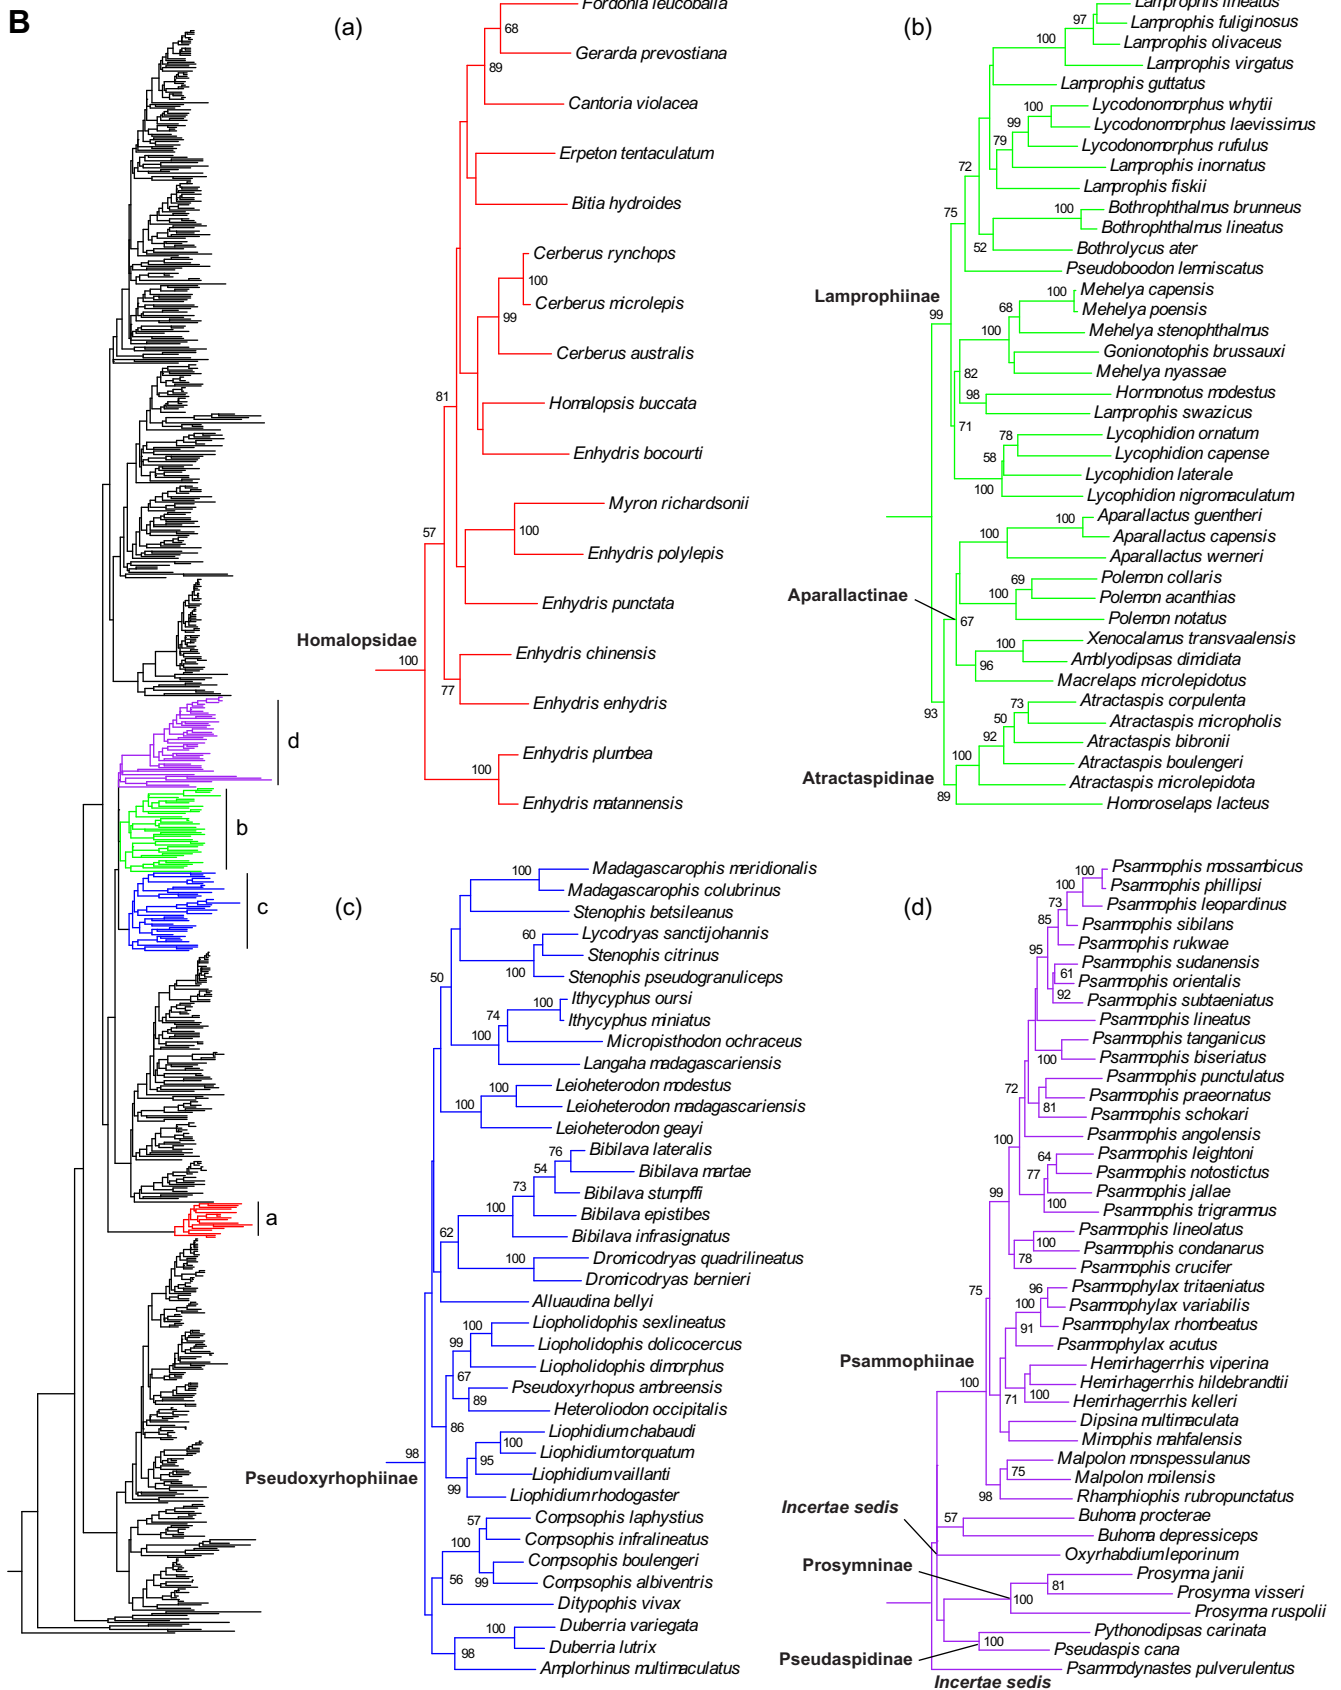 B
d
b
c
a
(a)
Fordonia leucobalia
68
Gerarda prevostiana
89
Cantoria violacea
Erpeton tentaculatum
Bitia hydroides
Cerberus rynchops
100
Cerberus microlepis
99
Cerberus australis
81
Homalopsis buccata
Enhydris bocourti
Myron richardsonii
57
100
Enhydris polylepis
Enhydris punctata
Homalopsidae
100
Enhydris chinensis
77
Enhydris enhydris
Enhydris plumbea
100
Enhydris matannensis
(b)
Lamprophis lineatus
97
Lamprophis fuliginosus
100
Lamprophis olivaceus
Lamprophis virgatus
Lamprophis guttatus
100
Lycodonomorphus whytii
99
Lycodonomorphus laevissimus
79
Lycodonomorphus rufulus
72
Lamprophis inornatus
Lamprophis fiskii
75
100
Bothrophthalmus brunneus
Bothrophthalmus lineatus
52
Bothrolycus ater
Pseudoboodon lemniscatus
Lamprophiinae
99
100
Mehelya capensis
68
Mehelya poensis
100
Mehelya stenophthalmus
Gonionotophis brussauxi
82
Mehelya nyassae
98
Hormonotus modestus
71
Lamprophis swazicus
78
Lycophidion ornatum
58
Lycophidion capense
Lycophidion laterale
100
Lycophidion nigromaculatum
100
Aparallactus guentheri
100
Aparallactus capensis
Aparallactus werneri
Aparallactinae
69
Polemon collaris
100
Polemon acanthias
67
Polemon notatus
100
Xenocalamus transvaalensis
96
Amblyodipsas dimidiata
Macrelaps microlepidotus
93
73
Atractaspis corpulenta
50
Atractaspis micropholis
92
Atractaspis bibronii
100
Atractaspis boulengeri
Atractaspidinae
Atractaspis microlepidota
89
Homoroselaps lacteus
(c)
100
Madagascarophis meridionalis
Madagascarophis colubrinus
Stenophis betsileanus
60
Lycodryas sanctijohannis
Stenophis citrinus
100
Stenophis pseudogranuliceps
50
100
Ithycyphus oursi
74
Ithycyphus miniatus
100
Micropisthodon ochraceus
Langaha madagascariensis
100
Leioheterodon modestus
100
Leioheterodon madagascariensis
Leioheterodon geayi
76
Bibilava lateralis
54
Bibilava martae
73
Bibilava stumpffi
100
Bibilava epistibes
62
Bibilava infrasignatus
100
Dromicodryas quadrilineatus
Dromicodryas bernieri
Alluaudina bellyi
100
Liopholidophis sexlineatus
99
Liopholidophis dolicocercus
67
Liopholidophis dimorphus
89
Pseudoxyrhopus ambreensis
Heteroliodon occipitalis
86
Liophidium chabaudi
100
Liophidium torquatum
98
95
Pseudoxyrhophiinae
Liophidium vaillanti
99
Liophidium rhodogaster
57
Compsophis laphystius
100
Compsophis infralineatus
Compsophis boulengeri
56
99
Compsophis albiventris
Ditypophis vivax
100
Duberria variegata
98
Duberria lutrix
Amplorhinus multimaculatus
(d)
100
Psammophis mossambicus
100
Psammophis phillipsi
73
Psammophis leopardinus
85
Psammophis sibilans
95
Psammophis rukwae
Psammophis sudanensis
61
Psammophis orientalis
92
Psammophis subtaeniatus
Psammophis lineatus
Psammophis tanganicus
100
Psammophis biseriatus
72
Psammophis punctulatus
Psammophis praeornatus
81
Psammophis schokari
100
Psammophis angolensis
64
Psammophis leightoni
77
Psammophis notostictus
99
Psammophis jallae
100
Psammophis trigrammus
Psammophis lineolatus
100
Psammophis condanarus
78
Psammophis crucifer
75
96
Psammophylax tritaeniatus
100
Psammophylax variabilis
91
Psammophylax rhombeatus
Psammophylax acutus
Psammophiinae
Hemirhagerrhis viperina
100
Hemirhagerrhis hildebrandtii
71
100
Hemirhagerrhis kelleri
Dipsina multimaculata
Mimophis mahfalensis
Malpolon monspessulanus
75
Malpolon moilensis
98
Rhamphiophis rubropunctatus
Incertae sedis
57
Buhoma procterae
Buhoma depressiceps
Oxyrhabdium leporinum
Prosymninae
Prosymna janii
81
Prosymna visseri
100
Prosymna ruspolii
Pythonodipsas carinata
100
Pseudaspis cana
Pseudaspidinae
Psammodynastes pulverulentus
Incertae sedis